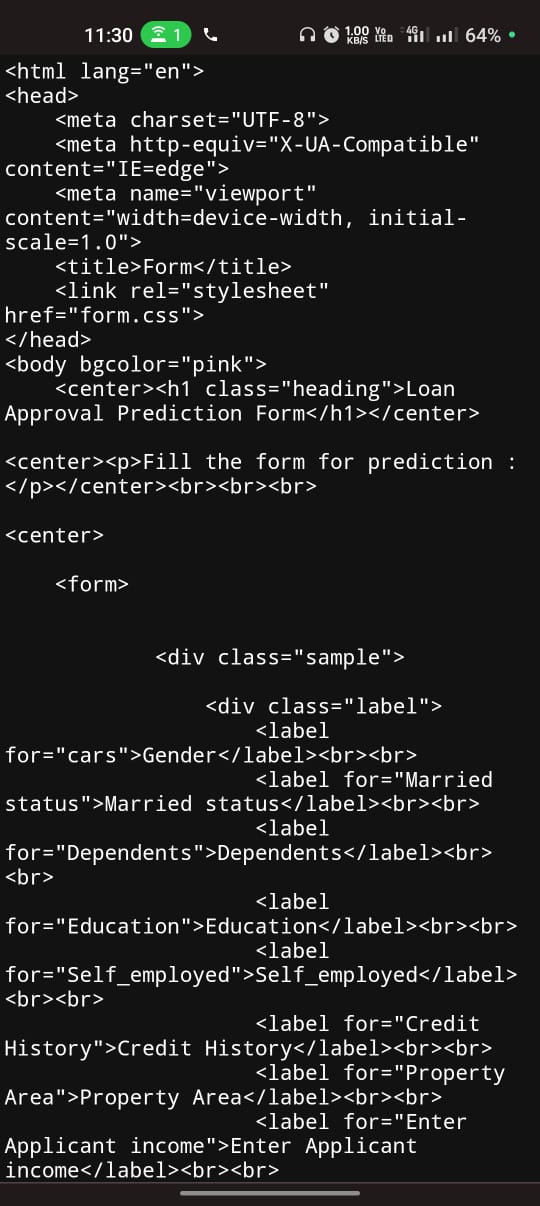 11:30 1 1.00 KB/S Vo LTE 4G 64%
<html lang="en">
<head>
    <meta charset="UTF-8">
    <meta http-equiv="X-UA-Compatible"
content="IE=edge">
    <meta name="viewport"
content="width=device-width, initial-
scale=1.0">
    <title>Form</title>
    <link rel="stylesheet"
href="form.css">
</head>
<body bgcolor="pink">
    <center><h1 class="heading">Loan
Approval Prediction Form</h1></center>

<center><p>Fill the form for prediction :
</p></center><br><br><br>

<center>

    <form>


            <div class="sample">

                <div class="label">
                    <label
for="cars">Gender</label><br><br>
                    <label for="Married
status">Married status</label><br><br>
                    <label
for="Dependents">Dependents</label><br>
<br>
                    <label
for="Education">Education</label><br><br>
                    <label
for="Self_employed">Self_employed</label>
<br><br>
                    <label for="Credit
History">Credit History</label><br><br>
                    <label for="Property
Area">Property Area</label><br><br>
                    <label for="Enter
Applicant income">Enter Applicant
income</label><br><br>